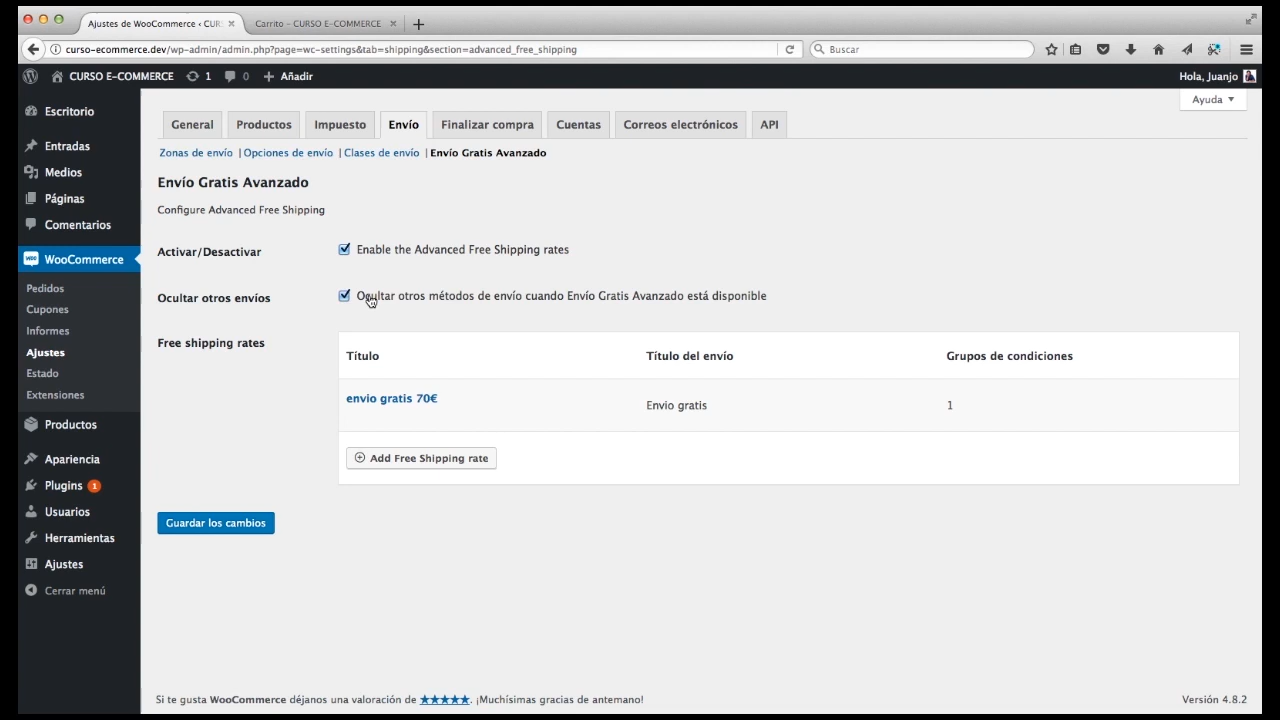 Ajustes de WooCommerce ‹ CUR
Carrito – CURSO E-COMMERCE
curso-ecommerce.dev/wp-admin/admin.php?page=wc-settings&tab=shipping&section=advanced_free_shipping
Buscar
CURSO E-COMMERCE
1
0
Añadir
Hola, Juanjo
Ayuda
Escritorio
Entradas
Medios
Páginas
Comentarios
WooCommerce
Pedidos
Cupones
Informes
Ajustes
Estado
Extensiones
Productos
Apariencia
Plugins 1
Usuarios
Herramientas
Ajustes
Cerrar menú
General
Productos
Impuesto
Envío
Finalizar compra
Cuentas
Correos electrónicos
API
Zonas de envío | Opciones de envío | Clases de envío | Envío Gratis Avanzado
Envío Gratis Avanzado
Configure Advanced Free Shipping
Activar/Desactivar
Enable the Advanced Free Shipping rates
Ocultar otros envíos
Ocultar otros métodos de envío cuando Envío Gratis Avanzado está disponible
Free shipping rates
Título
Título del envío
Grupos de condiciones
envio gratis 70€
Envio gratis
1
Add Free Shipping rate
Guardar los cambios
Si te gusta WooCommerce déjanos una valoración de ★★★★★. ¡Muchísimas gracias de antemano!
Versión 4.8.2